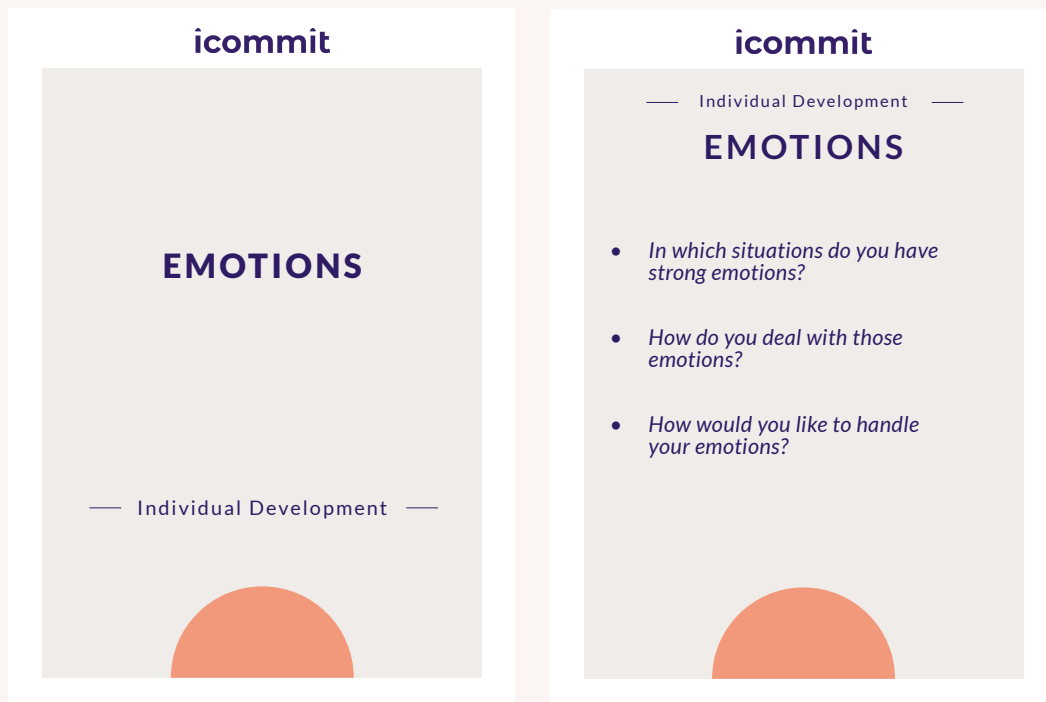 icommit
EMOTIONS
Individual Development
icommit
Individual Development
EMOTIONS
• In which situations do you have
strong emotions?
• How do you deal with those
emotions?
• How would you like to handle
your emotions?